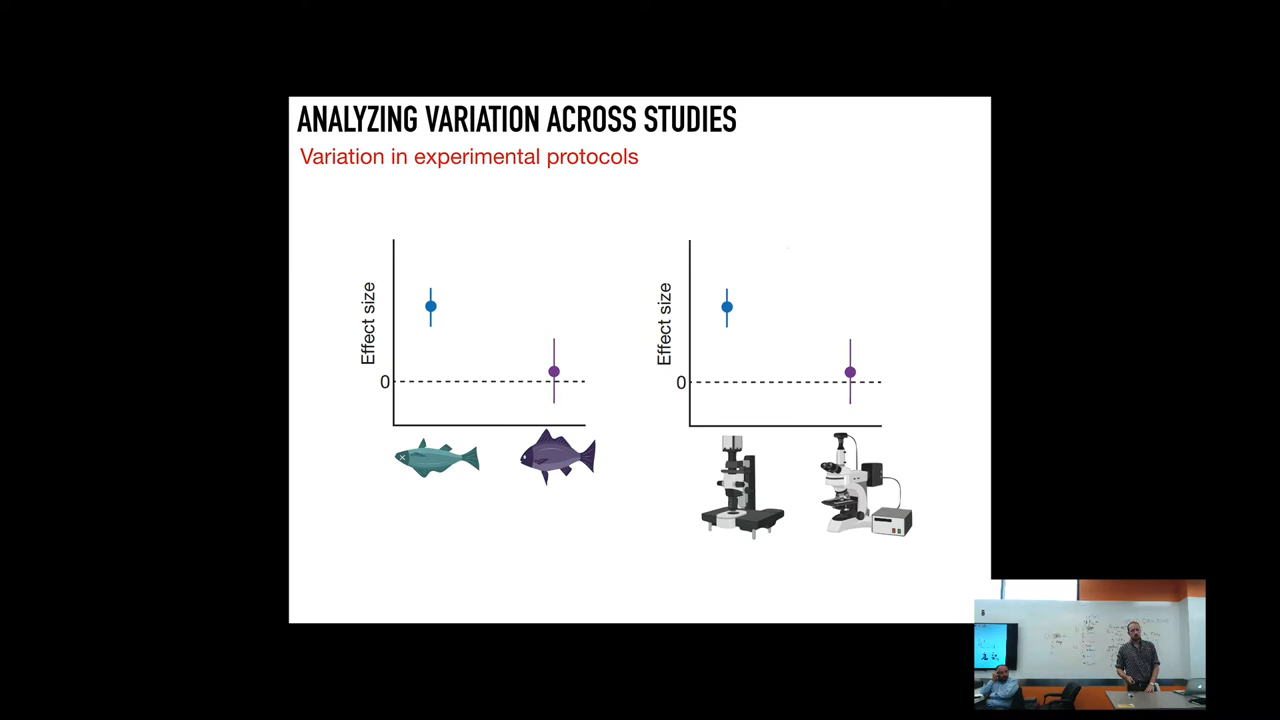 ANALYZING VARIATION ACROSS STUDIES
Variation in experimental protocols
Effect size
0
Effect size
0